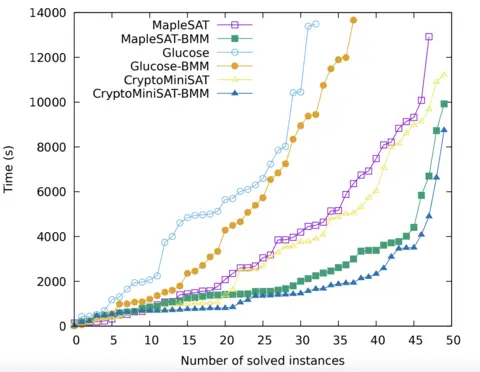 14000
12000
10000
8000
6000
4000
2000
0
Time (s)
MapleSAT
MapleSAT-BMM
Glucose
Glucose-BMM
CryptoMiniSAT
CryptoMiniSAT-BMM
0 5 10 15 20 25 30 35 40 45 50
Number of solved instances